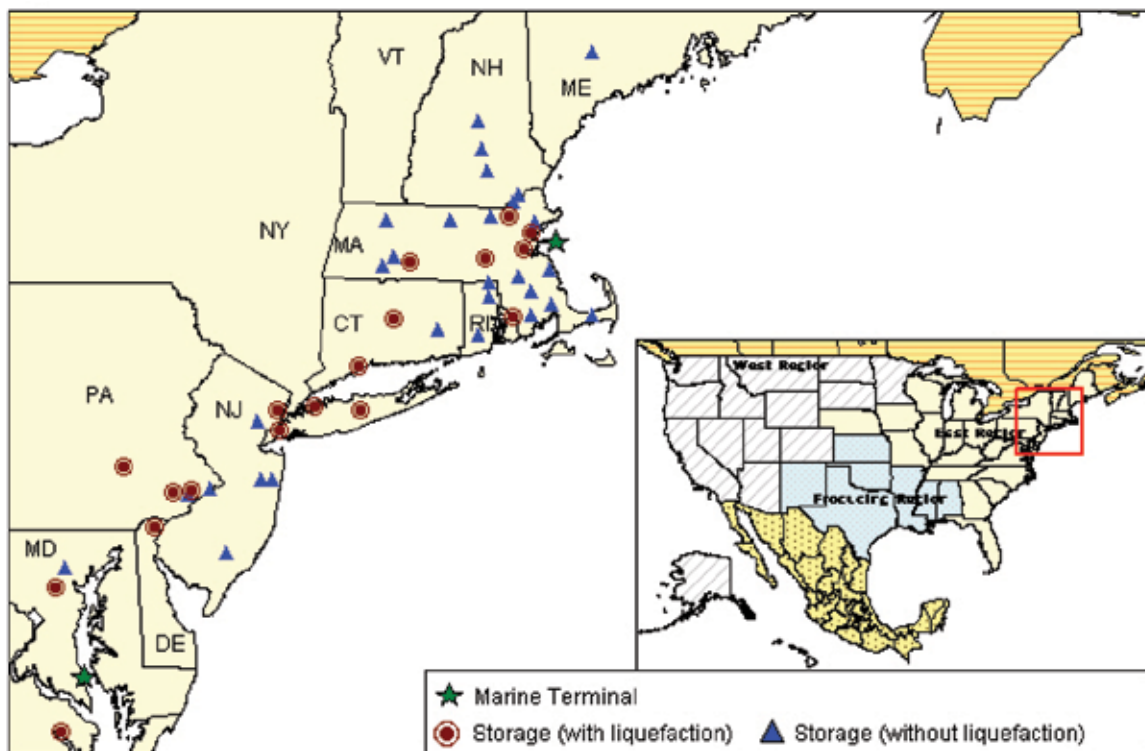 VT
NH
ME
NY
MA
CT
RI
PA
NJ
MD
DE
West Region
East Region
Producing Region
Marine Terminal
Storage (with liquefaction) Storage (without liquefaction)